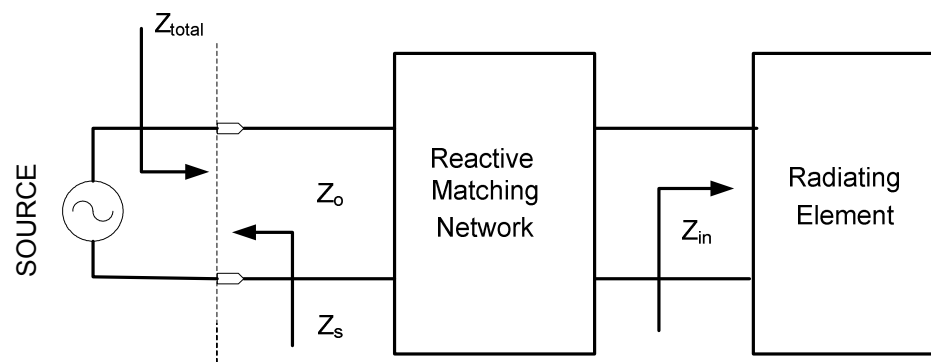 Z_total
SOURCE
Z_o
Z_s
Reactive
Matching
Network
Z_in
Radiating
Element